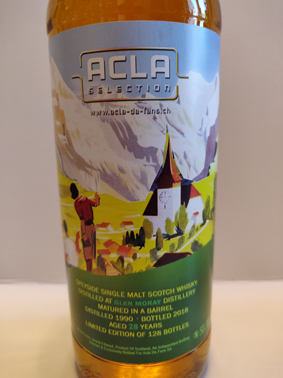 ACLA
SELECTION
www.acla-da-fans.ch
SPEYSIDE SINGLE MALT SCOTCH WHISKY
DISTILLED AT GLEN MORAY DISTILLERY
MATURED IN A BARREL
DISTILLED 1990 - BOTTLED 2018
AGED 28 YEARS
LIMITED EDITION OF 128 BOTTLES